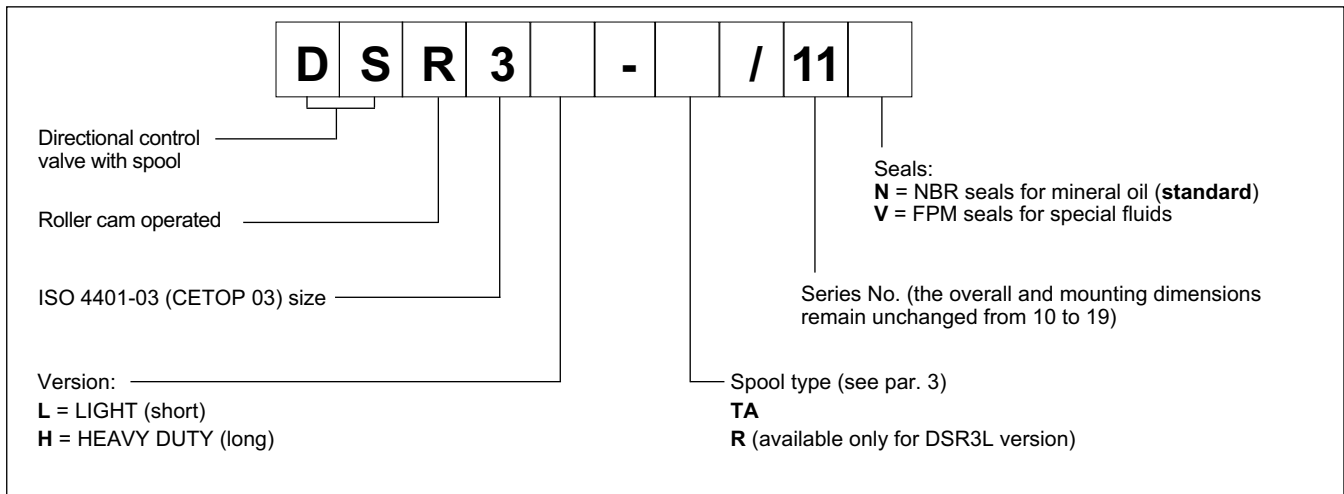 D S R 3 - / 11
Directional control
valve with spool
Roller cam operated
ISO 4401-03 (CETOP 03) size
Version:
L = LIGHT (short)
H = HEAVY DUTY (long)
Seals:
N = NBR seals for mineral oil (standard)
V = FPM seals for special fluids
Series No. (the overall and mounting dimensions
remain unchanged from 10 to 19)
Spool type (see par. 3)
TA
R (available only for DSR3L version)